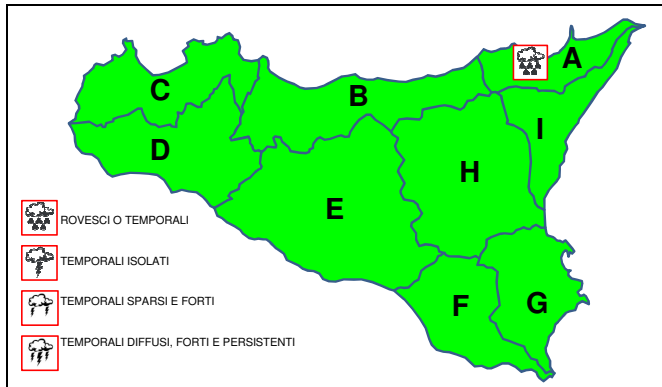 A
B
C
I
D
H
E
ROVESCI O TEMPORALI
TEMPORALI ISOLATI
TEMPORALI SPARSI E FORTI
F
G
TEMPORALI DIFFUSI, FORTI E PERSISTENTI